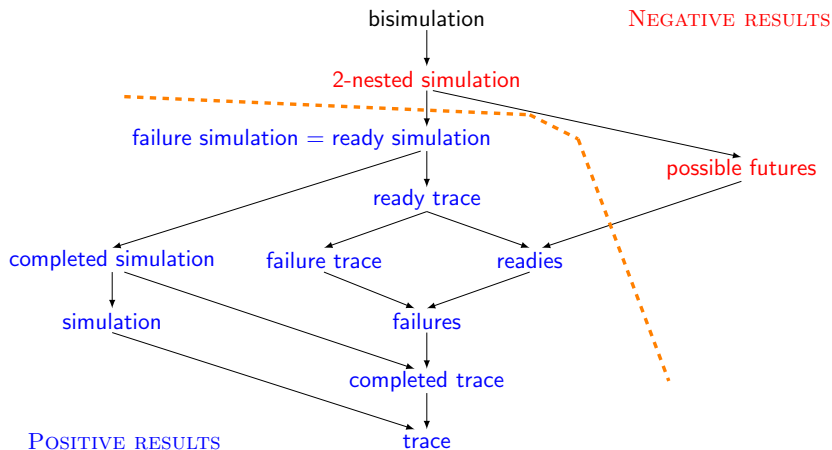 bisimulation
NEGATIVE RESULTS
2-nested simulation
failure simulation = ready simulation
possible futures
ready trace
completed simulation
failure trace
readies
simulation
failures
completed trace
POSITIVE RESULTS
trace